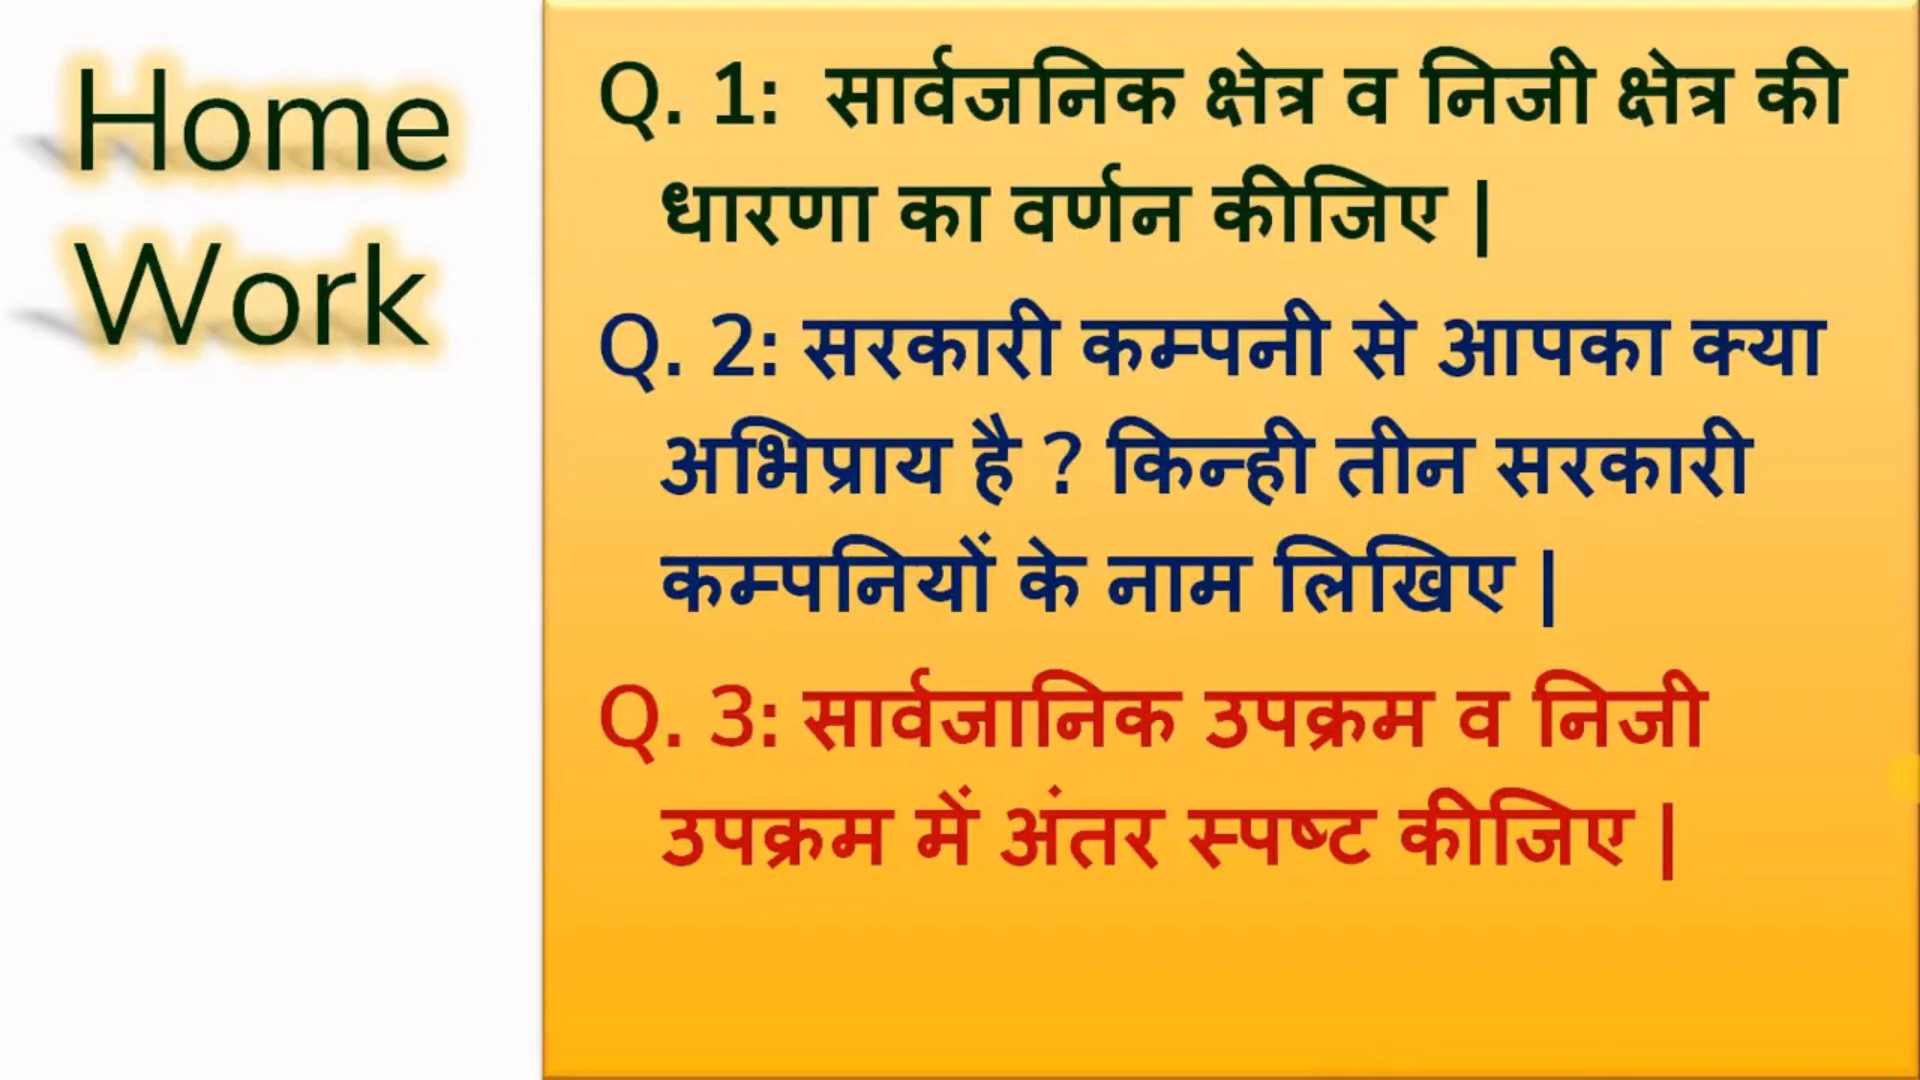 Home
Work
Q. 1: सार्वजनिक क्षेत्र व निजी क्षेत्र की
धारणा का वर्णन कीजिए |
Q. 2: सरकारी कम्पनी से आपका क्या
अभिप्राय है ? किन्ही तीन सरकारी
कम्पनियों के नाम लिखिए |
Q. 3: सार्वजानिक उपक्रम व निजी
उपक्रम में अंतर स्पष्ट कीजिए |